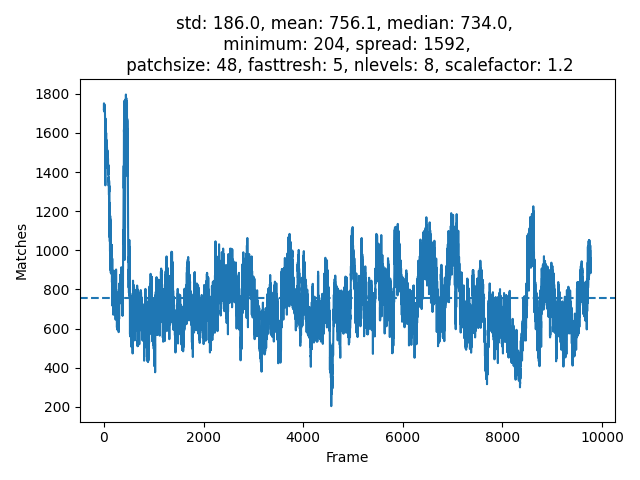 std: 186.0, mean: 756.1, median: 734.0,
minimum: 204, spread: 1592,
patchsize: 48, fasttresh: 5, nlevels: 8, scalefactor: 1.2
1800
1600
1400
1200
1000
800
600
400
200
Matches
0 2000 4000 6000 8000 10000
Frame